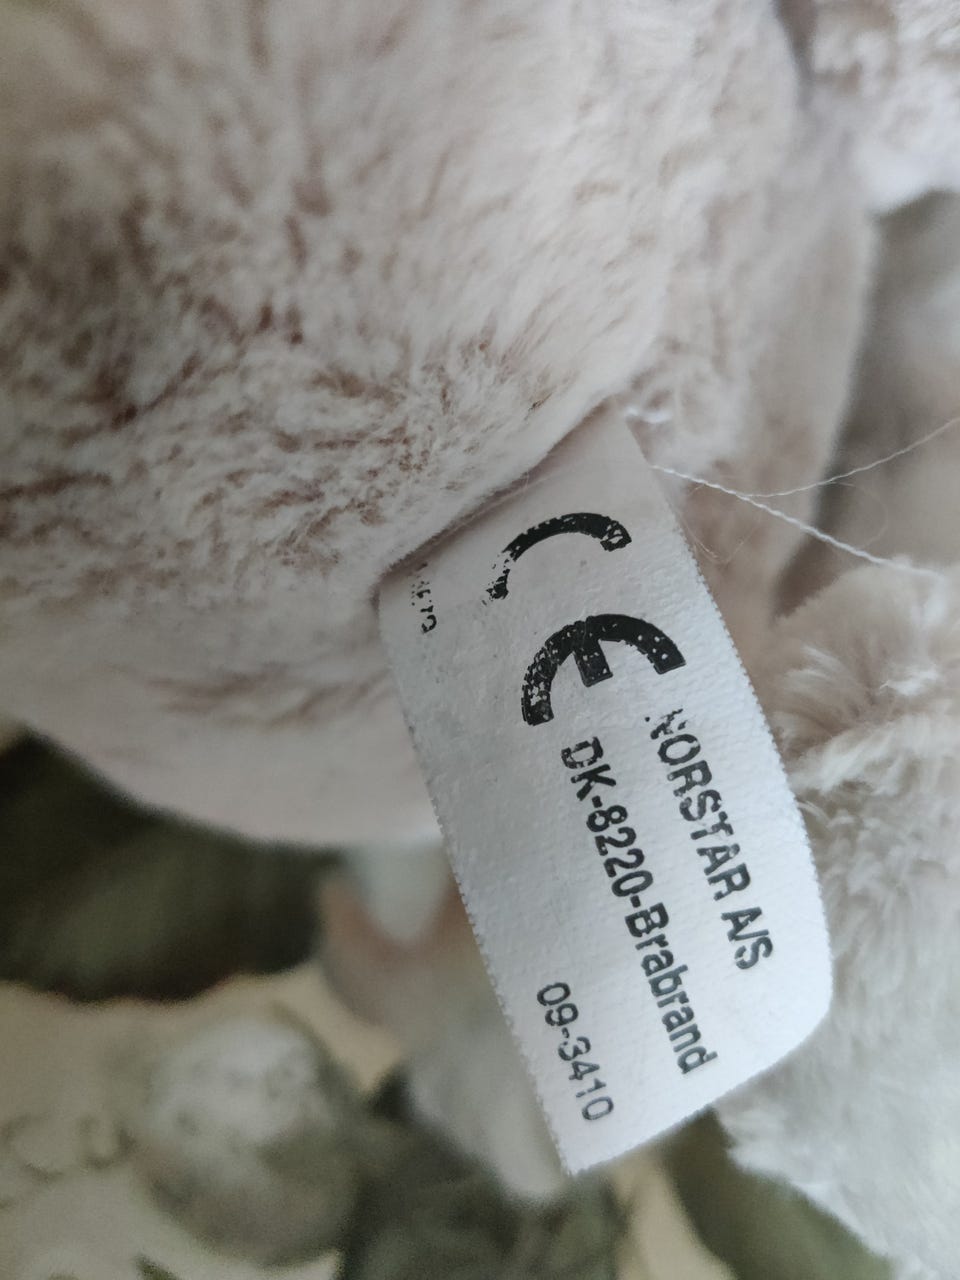 CE
NORSTAR A/S
DK-8220-Brabrand
09-3410